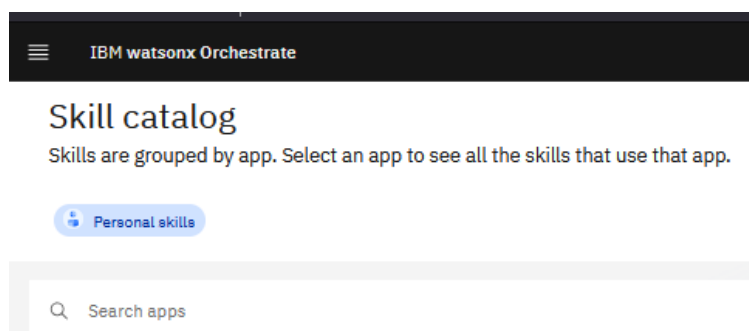 IBM watsonx Orchestrate
Skill catalog
Skills are grouped by app. Select an app to see all the skills that use that app.
Personal skills
Search apps